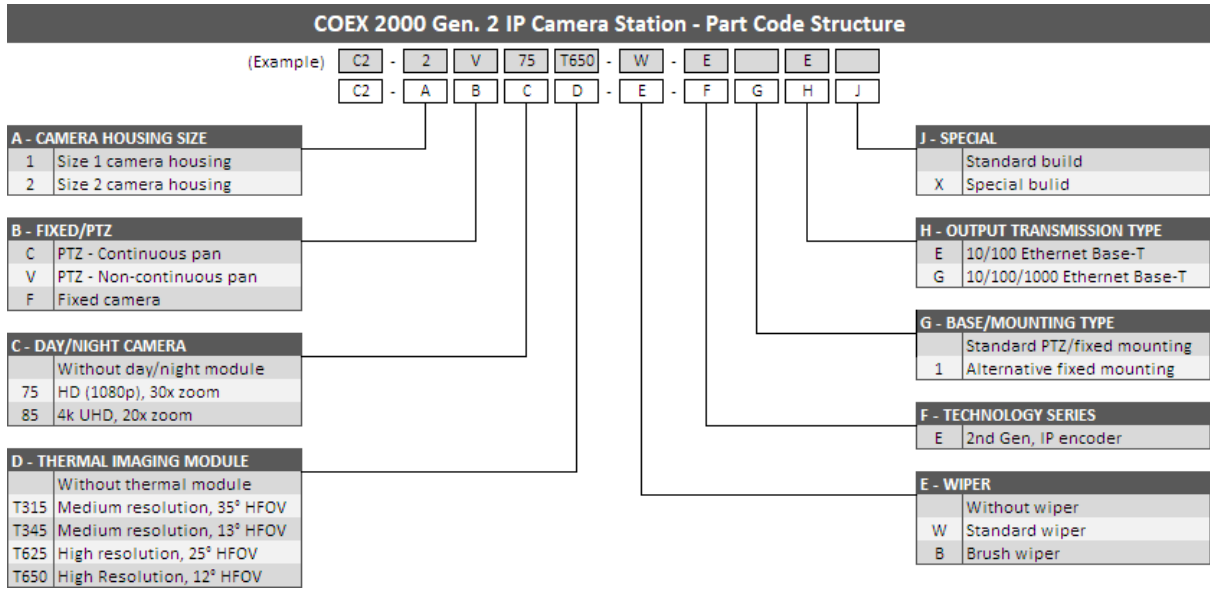 COEX 2000 Gen. 2 IP Camera Station - Part Code Structure
(Example) C2 - 2 V 75 T650 - W - E E
C2 - A B C D - E - F G H J
A - CAMERA HOUSING SIZE
1 Size 1 camera housing
2 Size 2 camera housing
B - FIXED/PTZ
C PTZ - Continuous pan
V PTZ - Non-continuous pan
F Fixed camera
C - DAY/NIGHT CAMERA
Without day/night module
75 HD (1080p), 30x zoom
85 4k UHD, 20x zoom
D - THERMAL IMAGING MODULE
Without thermal module
T315 Medium resolution, 35° HFOV
T345 Medium resolution, 13° HFOV
T625 High resolution, 25° HFOV
T650 High Resolution, 12° HFOV
J - SPECIAL
Standard build
X Special bulid
H - OUTPUT TRANSMISSION TYPE
E 10/100 Ethernet Base-T
G 10/100/1000 Ethernet Base-T
G - BASE/MOUNTING TYPE
Standard PTZ/fixed mounting
1 Alternative fixed mounting
F - TECHNOLOGY SERIES
E 2nd Gen, IP encoder
E - WIPER
Without wiper
W Standard wiper
B Brush wiper